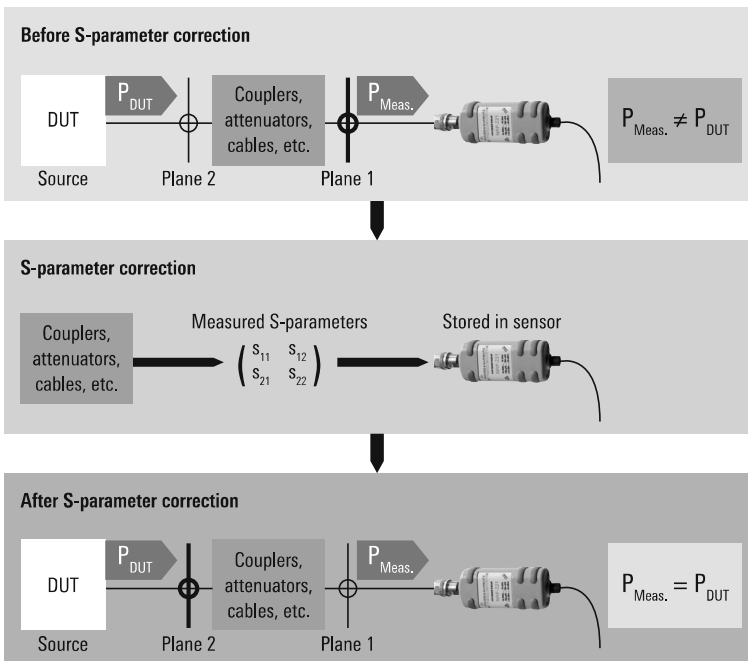 Before S-parameter correction
DUT
P_DUT
Couplers,
attenuators,
cables, etc.
P_Meas.
P_Meas. ≠ P_DUT
Source
Plane 2
Plane 1
S-parameter correction
Couplers,
attenuators,
cables, etc.
Measured S-parameters
s11 s12
s21 s22
Stored in sensor
After S-parameter correction
DUT
P_DUT
Couplers,
attenuators,
cables, etc.
P_Meas.
P_Meas. = P_DUT
Source
Plane 2
Plane 1